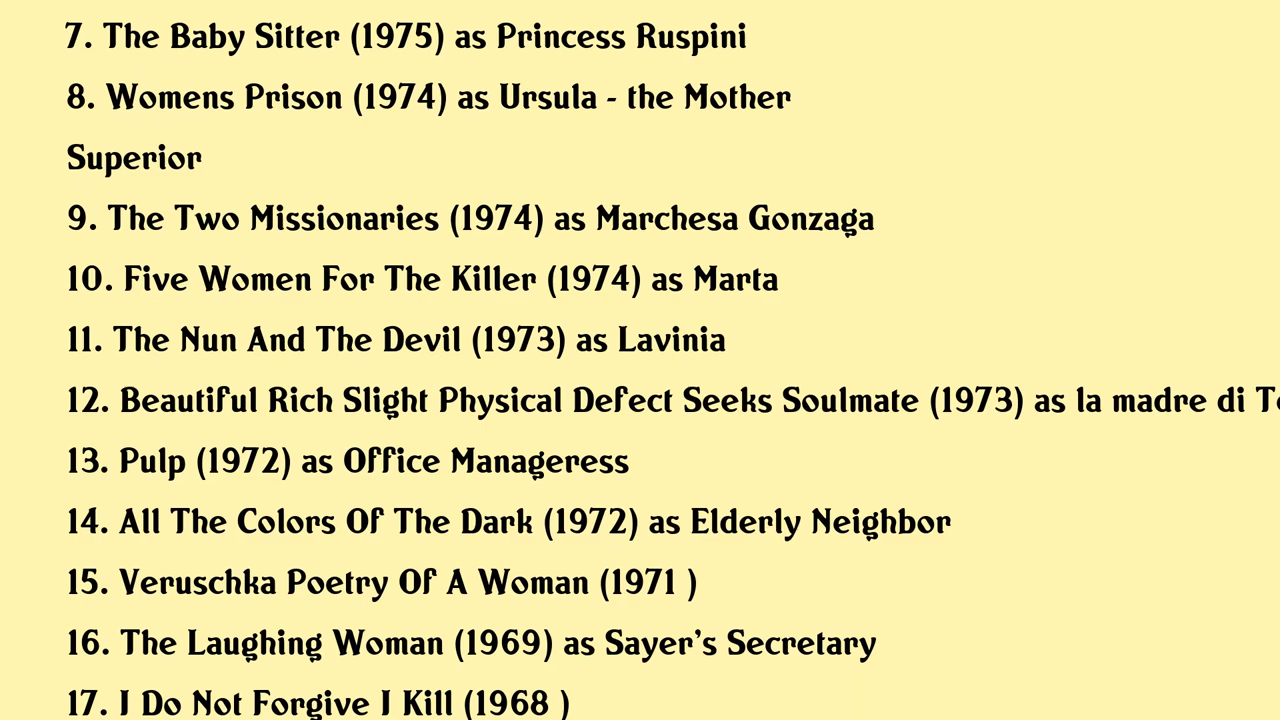 7. The Baby Sitter (1975) as Princess Ruspini
8. Womens Prison (1974) as Ursula - the Mother
Superior
9. The Two Missionaries (1974) as Marchesa Gonzaga
10. Five Women For The Killer (1974) as Marta
11. The Nun And The Devil (1973) as Lavinia
12. Beautiful Rich Slight Physical Defect Seeks Soulmate (1973) as la madre di
13. Pulp (1972) as Office Manageress
14. All The Colors Of The Dark (1972) as Elderly Neighbor
15. Veruschka Poetry Of A Woman (1971 )
16. The Laughing Woman (1969) as Sayer's Secretary
17. I Do Not Forgive I Kill (1968 )